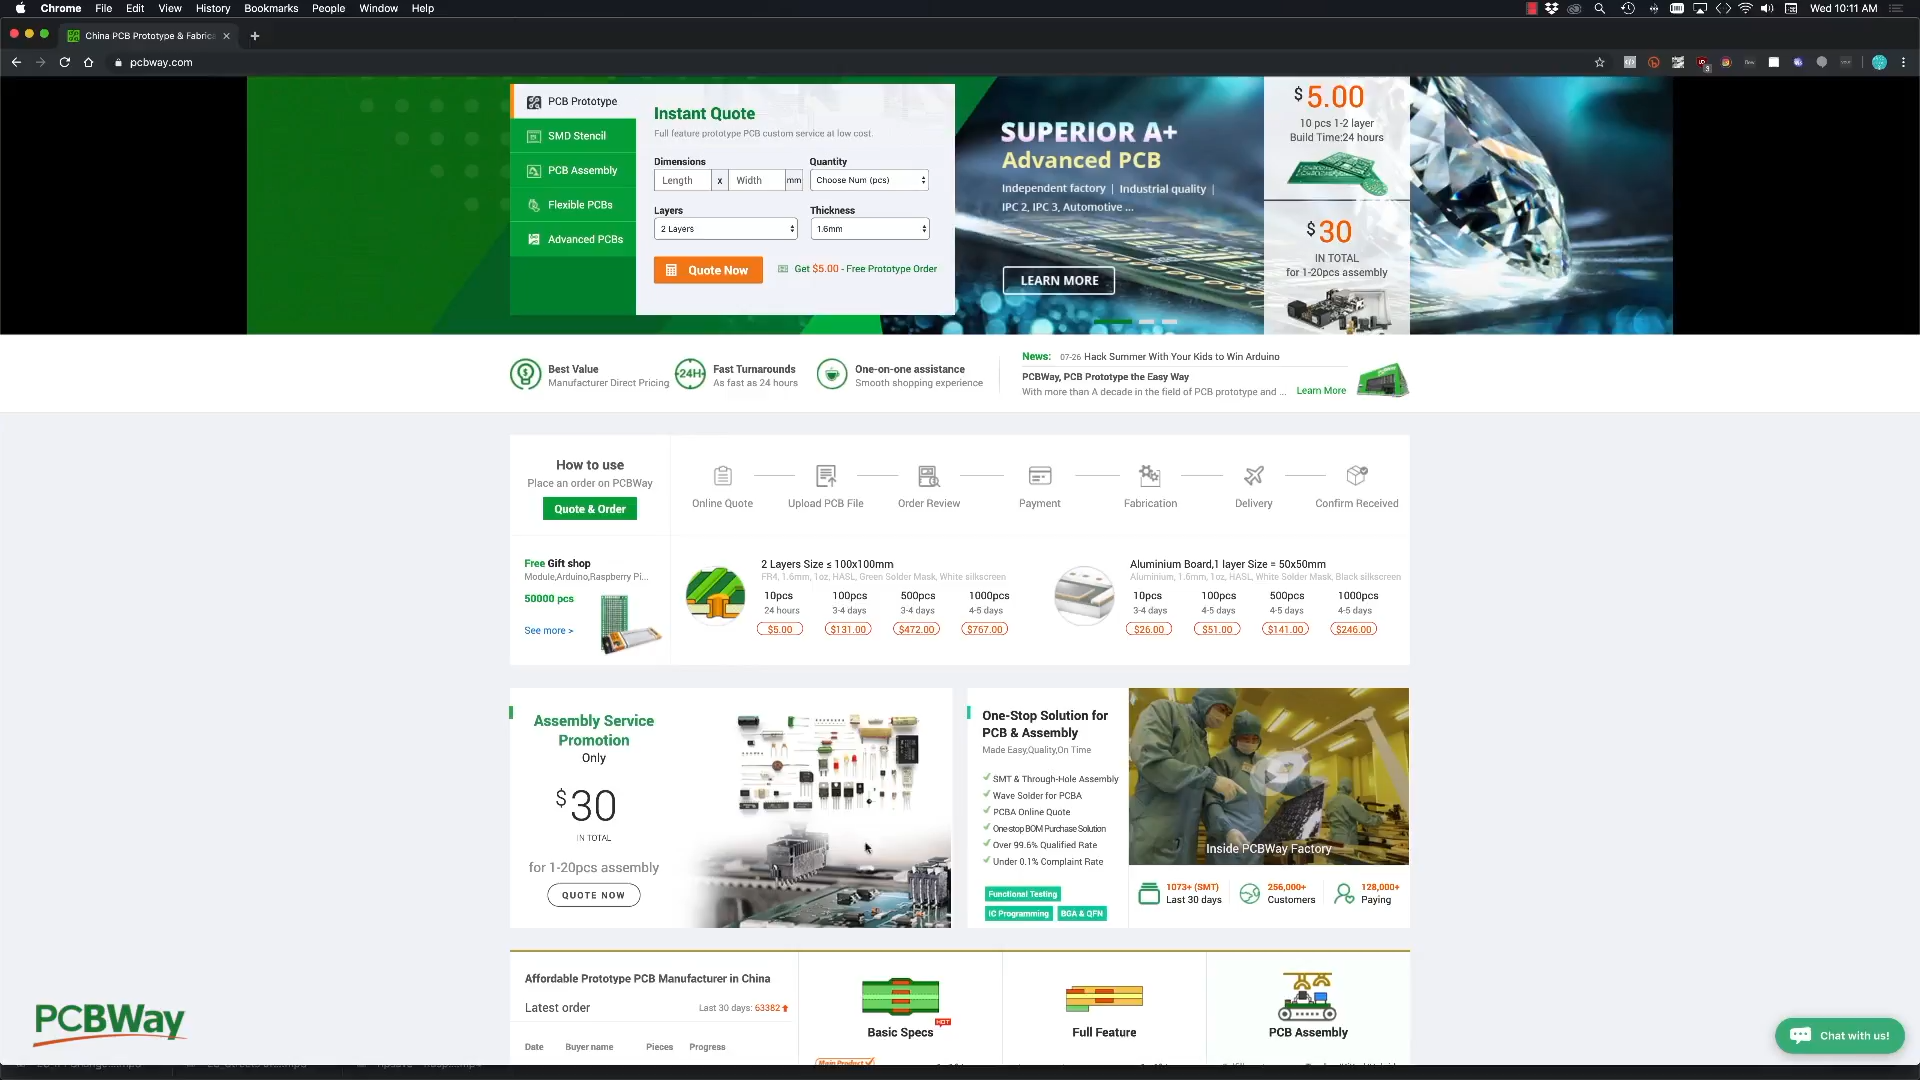 Chrome File Edit View History Bookmarks People Window Help
Wed 10:11 AM
China PCB Prototype & Fabrica
pcbway.com
PCB Prototype
SMD Stencil
PCB Assembly
Flexible PCBs
Advanced PCBs
Instant Quote
Full feature prototype PCB custom service at low cost.
Dimensions Quantity
Length x Width mm Choose Num (pcs)
Layers Thickness
2 Layers 1.6mm
Quote Now Get $5.00 - Free Prototype Order
SUPERIOR A+
Advanced PCB
Independent factory | Industrial quality |
IPC 2, IPC 3, Automotive ...
LEARN MORE
$5.00
10 pcs 1-2 layer
Build Time:24 hours
$30
IN TOTAL
for 1-20pcs assembly
Best Value
Manufacturer Direct Pricing
24H
Fast Turnarounds
As fast as 24 hours
One-on-one assistance
Smooth shopping experience
News: 07-26 Hack Summer With Your Kids to Win Arduino
PCBWay, PCB Prototype the Easy Way
With more than A decade in the field of PCB prototype and ... Learn More
How to use
Place an order on PCBWay
Quote & Order
Online Quote Upload PCB File Order Review Payment Fabrication Delivery Confirm Received
Free Gift shop
Module,Arduino,Raspberry Pi...
50000 pcs
See more >
2 Layers Size ≤ 100x100mm
FR4, 1.6mm, 1oz, HASL, Green Solder Mask, White silkscreen
10pcs 100pcs 500pcs 1000pcs
24 hours 3-4 days 3-4 days 4-5 days
$5.00 $131.00 $472.00 $767.00
Aluminium Board,1 layer Size = 50x50mm
Aluminium, 1.6mm, 1oz, HASL, White Solder Mask, Black silkscreen
10pcs 100pcs 500pcs 1000pcs
3-4 days 4-5 days 4-5 days 4-5 days
$26.00 $51.00 $141.00 $246.00
Assembly Service
Promotion
Only
$30
IN TOTAL
for 1-20pcs assembly
QUOTE NOW
One-Stop Solution for
PCB & Assembly
Made Easy,Quality,On Time
SMT & Through-Hole Assembly
Wave Solder for PCBA
PCBA Online Quote
One-stop BOM Purchase Solution
Over 99.6% Qualified Rate
Under 0.1% Complaint Rate
Functional Testing
IC Programming BGA & QFN
Inside PCBWay Factory
1073+ (SMT)
Last 30 days
256,000+
Customers
128,000+
Paying
Affordable Prototype PCB Manufacturer in China
Latest order Last 30 days: 63382
Date Buyer name Pieces Progress
Basic Specs HOT
Main Product
Full Feature
PCB Assembly
PCBWay
Chat with us!